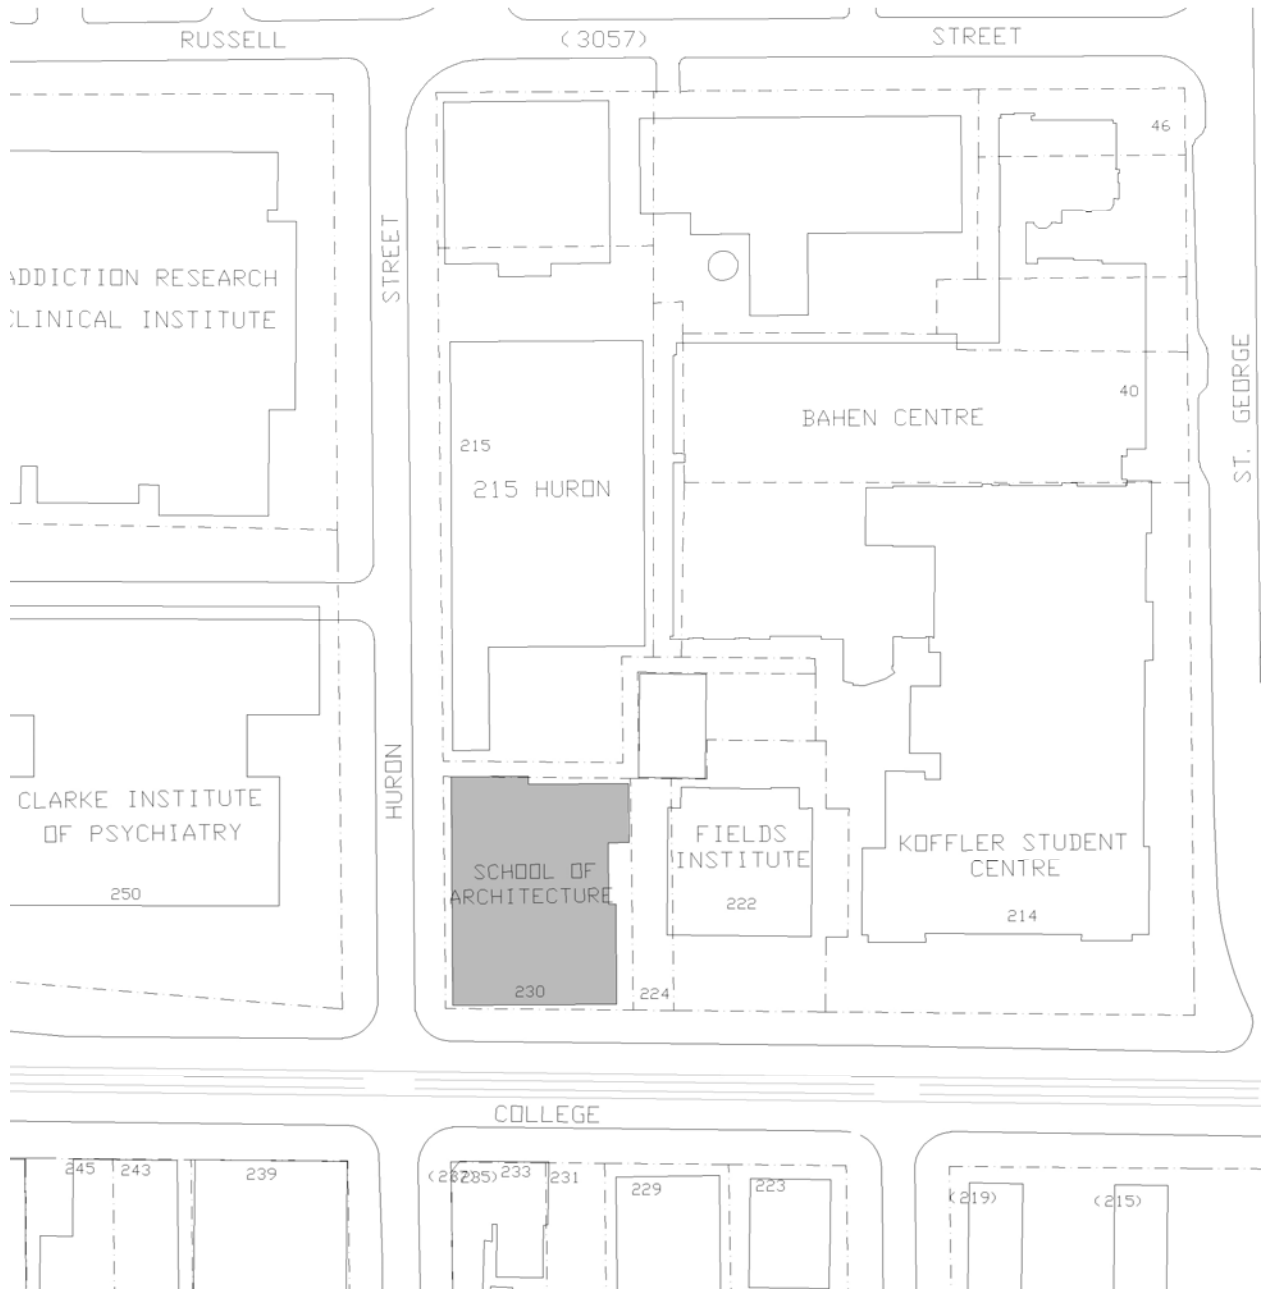 RUSSELL (3057) STREET
46
STREET
ADDICTION RESEARCH
CLINICAL INSTITUTE
ST. GEORGE
40
BAHEN CENTRE
215
215 HURON
HURON
CLARKE INSTITUTE
OF PSYCHIATRY
250
SCHOOL OF
ARCHITECTURE
230
FIELDS
INSTITUTE
222
224
KOFFLER STUDENT
CENTRE
214
COLLEGE
245 243 239 (237) (235) 233 231 229 223 (219) (215)